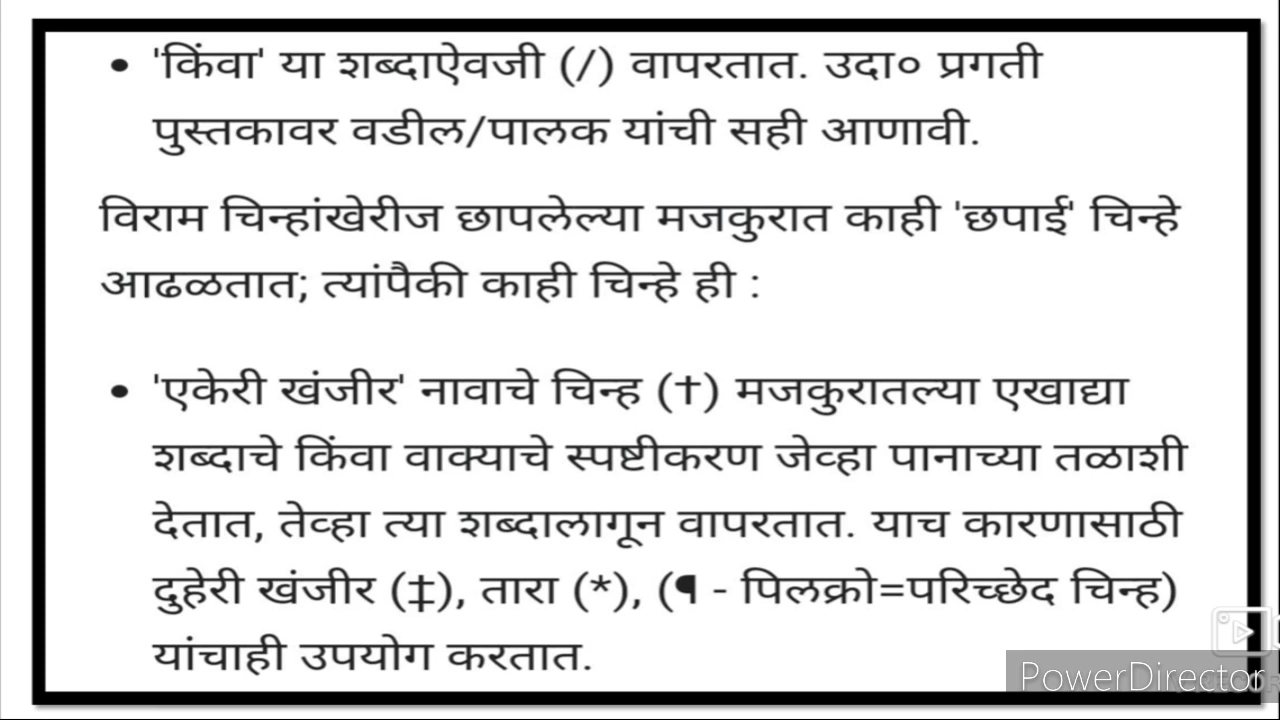 • 'किंवा' या शब्दाऐवजी (/) वापरतात. उदा० प्रगती
पुस्तकावर वडील/पालक यांची सही आणावी.
विराम चिन्हांखेरीज छापलेल्या मजकुरात काही 'छपाई' चिन्हे
आढळतात; त्यांपैकी काही चिन्हे ही :
• 'एकेरी खंजीर' नावाचे चिन्ह (†) मजकुरातल्या एखाद्या
शब्दाचे किंवा वाक्याचे स्पष्टीकरण जेव्हा पानाच्या तळाशी
देतात, तेव्हा त्या शब्दालागून वापरतात. याच कारणासाठी
दुहेरी खंजीर (‡), तारा (*), (¶ - पिलक्रो=परिच्छेद चिन्ह)
यांचाही उपयोग करतात.
PowerDirector